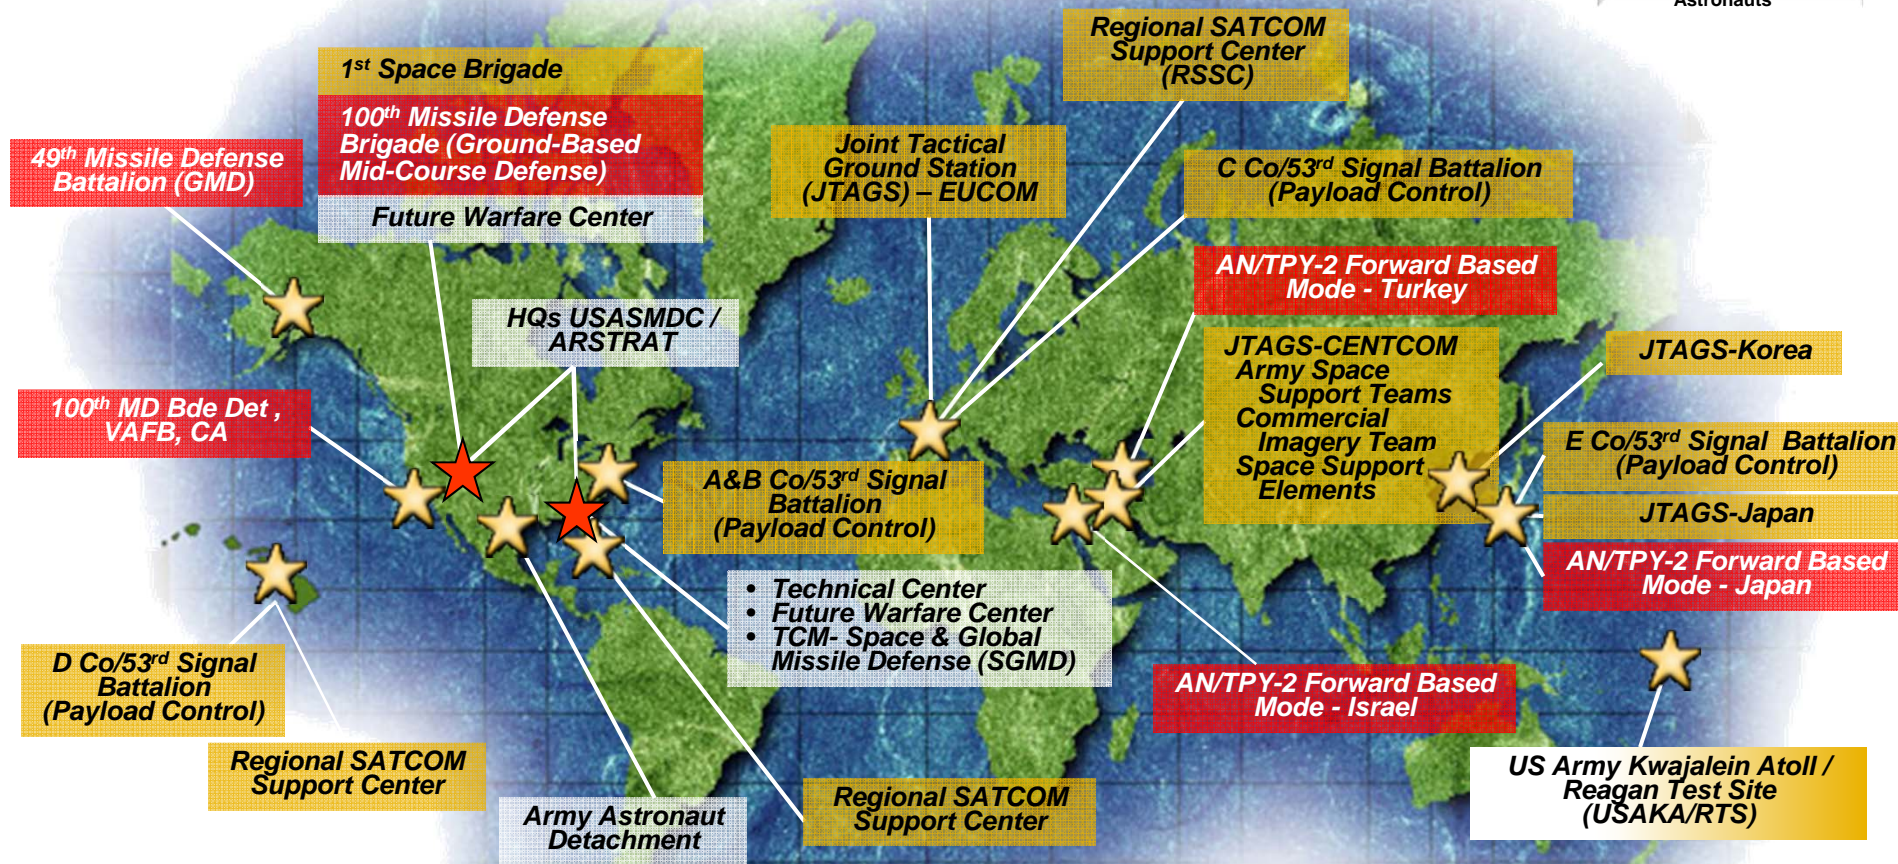 Astronauts
Regional SATCOM
Support Center
(RSSC)
1st Space Brigade
100th Missile Defense
Brigade (Ground-Based
Mid-Course Defense)
Future Warfare Center
49th Missile Defense
Battalion (GMD)
Joint Tactical
Ground Station
(JTAGS) – EUCOM
C Co/53rd Signal Battalion
(Payload Control)
AN/TPY-2 Forward Based
Mode - Turkey
HQs USASMDC /
ARSTRAT
JTAGS-CENTCOM
Army Space
Support Teams
Commercial
Imagery Team
Space Support
Elements
JTAGS-Korea
100th MD Bde Det ,
VAFB, CA
E Co/53rd Signal Battalion
(Payload Control)
A&B Co/53rd Signal
Battalion
(Payload Control)
JTAGS-Japan
AN/TPY-2 Forward Based
Mode - Japan
• Technical Center
• Future Warfare Center
• TCM- Space & Global
Missile Defense (SGMD)
D Co/53rd Signal
Battalion
(Payload Control)
AN/TPY-2 Forward Based
Mode - Israel
Regional SATCOM
Support Center
US Army Kwajalein Atoll /
Reagan Test Site
(USAKA/RTS)
Army Astronaut
Detachment
Regional SATCOM
Support Center